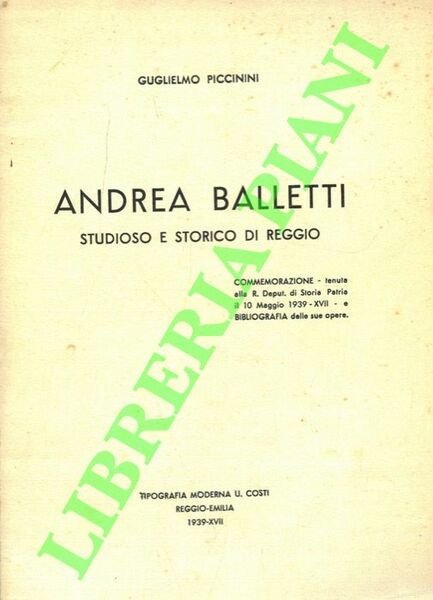 GUGLIELMO PICCININI
ANDREA BALLETTI
STUDIOSO E STORICO DI REGGIO
COMMEMORAZIONE - tenuta
alla R. Deput. di Storia Patria
il 10 Maggio 1939 - XVII - e
BIBLIOGRAFIA delle sue opere.
TIPOGRAFIA MODERNA U. COSTI
REGGIO-EMILIA
1939-XVII
LIBRERIA PIANI